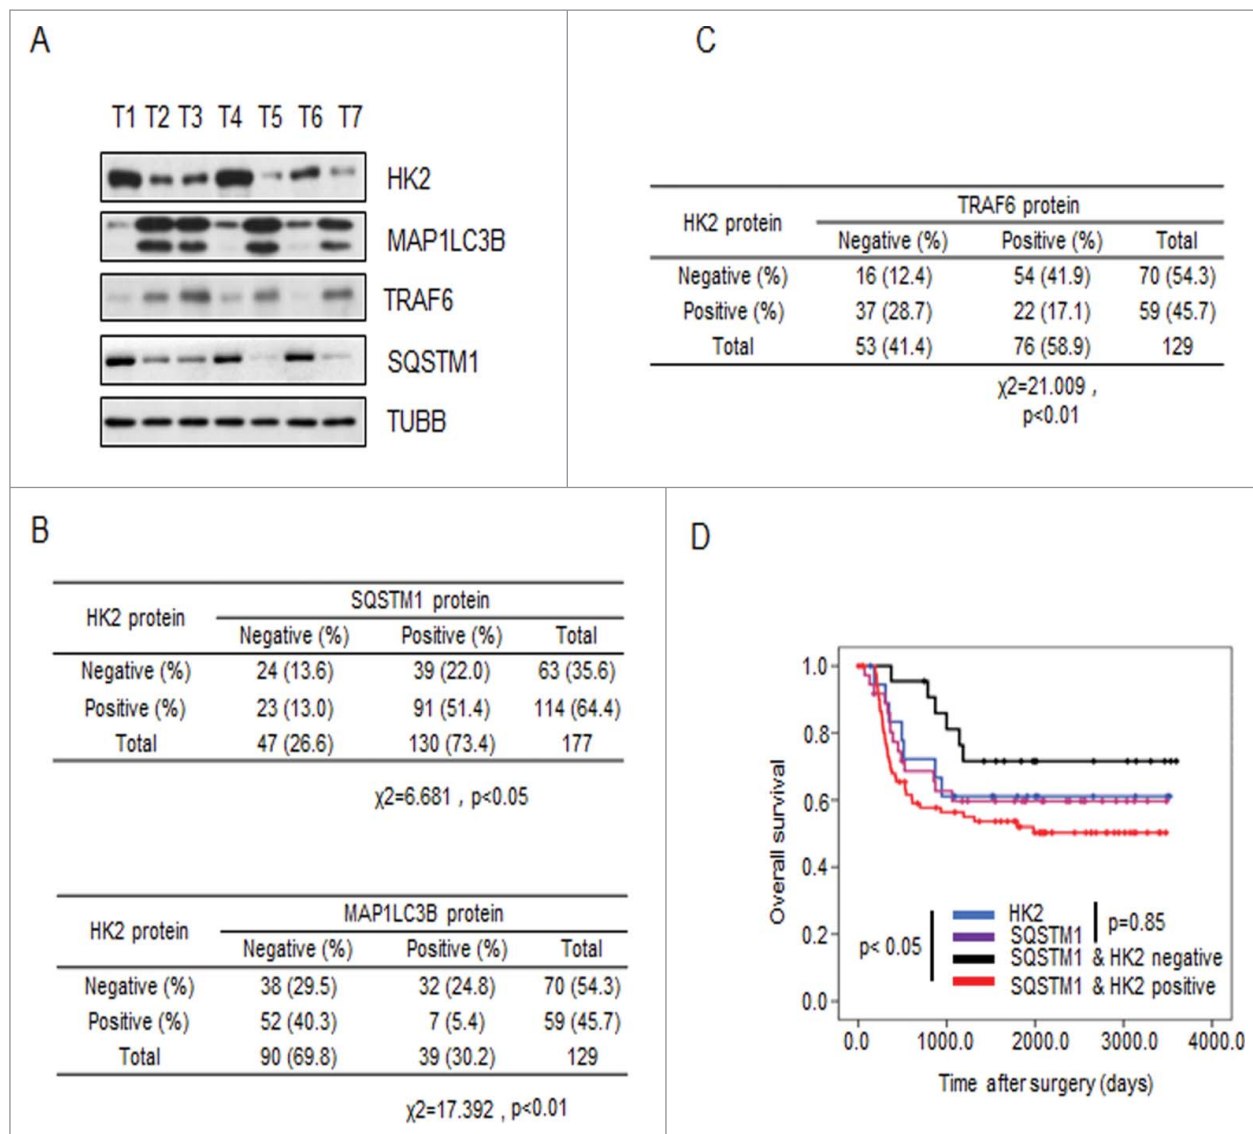 A
T1 T2 T3 T4 T5 T6 T7
HK2
MAP1LC3B
TRAF6
SQSTM1
TUBB
C
HK2 protein
TRAF6 protein
Negative (%) Positive (%) Total
Negative (%) 16 (12.4) 54 (41.9) 70 (54.3)
Positive (%) 37 (28.7) 22 (17.1) 59 (45.7)
Total 53 (41.4) 76 (58.9) 129
χ2=21.009 ,
p<0.01
B
HK2 protein
SQSTM1 protein
Negative (%) Positive (%) Total
Negative (%) 24 (13.6) 39 (22.0) 63 (35.6)
Positive (%) 23 (13.0) 91 (51.4) 114 (64.4)
Total 47 (26.6) 130 (73.4) 177
χ2=6.681 , p<0.05
HK2 protein
MAP1LC3B protein
Negative (%) Positive (%) Total
Negative (%) 38 (29.5) 32 (24.8) 70 (54.3)
Positive (%) 52 (40.3) 7 (5.4) 59 (45.7)
Total 90 (69.8) 39 (30.2) 129
χ2=17.392 , p<0.01
D
Overall survival
1.0
0.8
0.6
0.4
0.2
0.0
p< 0.05
HK2
SQSTM1
SQSTM1 & HK2 negative
SQSTM1 & HK2 positive
p=0.85
0.0 1000.0 2000.0 3000.0 4000.0
Time after surgery (days)